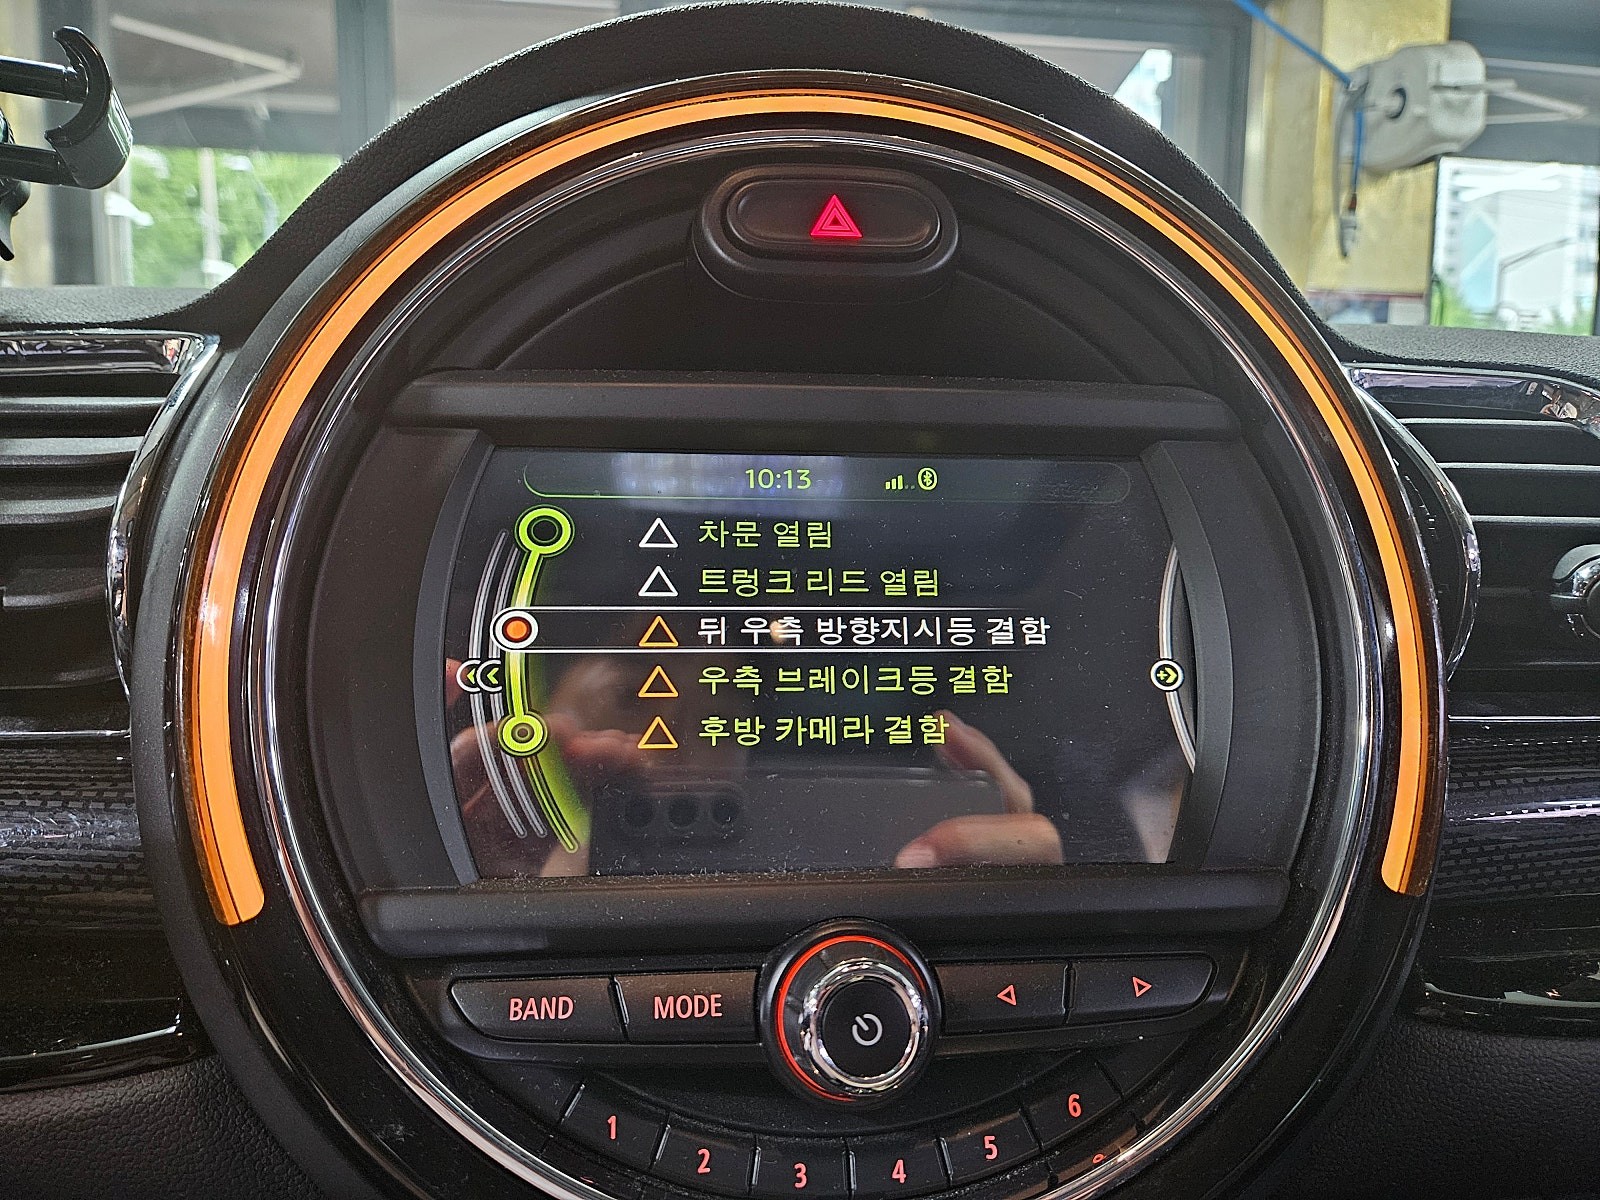 10:13
차문 열림
트렁크 리드 열림
뒤 우측 방향지시등 결함
우측 브레이크등 결함
후방 카메라 결함
BAND MODE
1 2 3 4 5 6